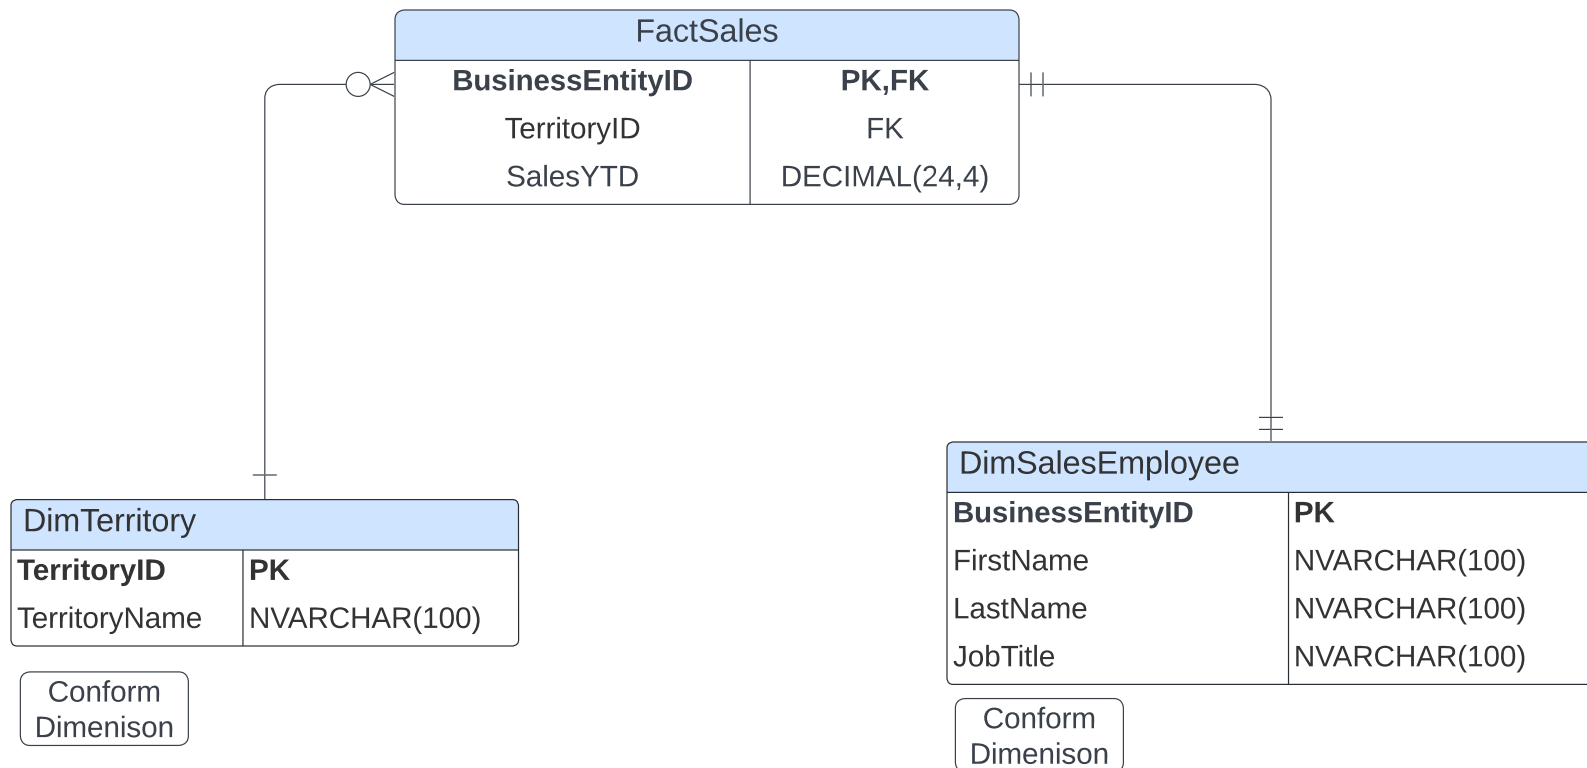 FactSales
BusinessEntityID PK,FK
TerritoryID FK
SalesYTD DECIMAL(24,4)
DimTerritory
TerritoryID PK
TerritoryName NVARCHAR(100)
Conform
Dimenison
DimSalesEmployee
BusinessEntityID PK
FirstName NVARCHAR(100)
LastName NVARCHAR(100)
JobTitle NVARCHAR(100)
Conform
Dimenison